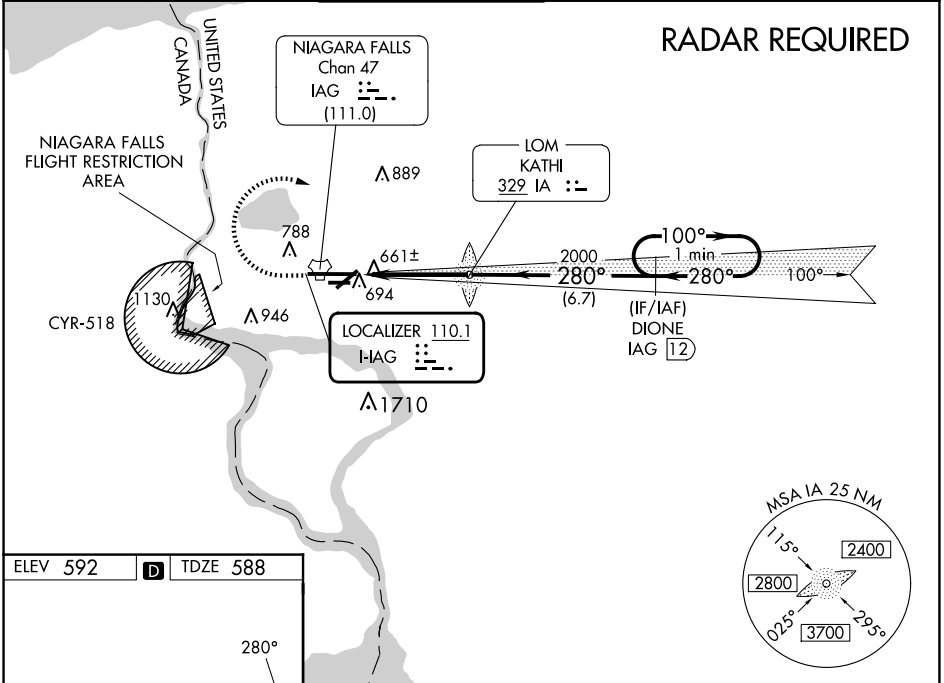 RADAR REQUIRED
UNITED STATES
CANADA
NIAGARA FALLS
Chan 47
IAG
(111.0)
NIAGARA FALLS
FLIGHT RESTRICTION
AREA
889
LOM
KATHI
329 IA
788
661±
694
2000
280°
(6.7)
100°
1 min
280°
100°
(IF/IAF)
DIONE
IAG 12
1130
CYR-518
946
LOCALIZER 110.1
I-IAG
1710
MSA IA 25 NM
115°
2400
2800
025°
295°
3700
ELEV 592 D TDZE 588
280°